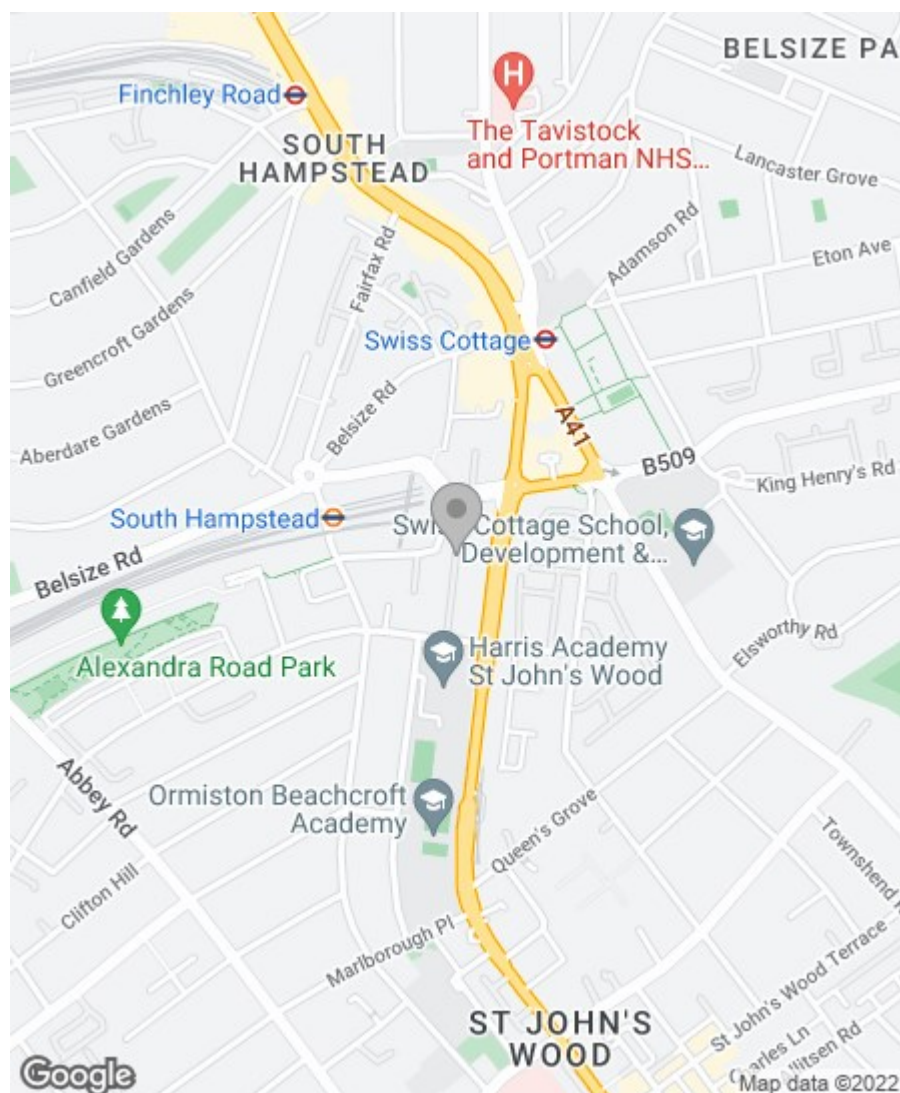 BELSIZE PA
Finchley Road
SOUTH
HAMPSTEAD
The Tavistock
and Portman NHS...
Lancaster Grove
Adamson Rd
Eton Ave
Canfield Gardens
Fairfax Rd
Greencroft Gardens
Swiss Cottage
Belsize Rd
Aberdare Gardens
A41
B509
King Henry's Rd
South Hampstead
Swiss Cottage School,
Development &...
Belsize Rd
Elsworthy Rd
Alexandra Road Park
Harris Academy
St John's Wood
Abbey Rd
Ormiston Beachcroft
Academy
Queen's Grove
Townshend
Clifton Hill
Marlborough Pl
St John's Wood Terrace
ST JOHN'S
WOOD
Charles Ln
Allitsen Rd
Google
Map data ©2022